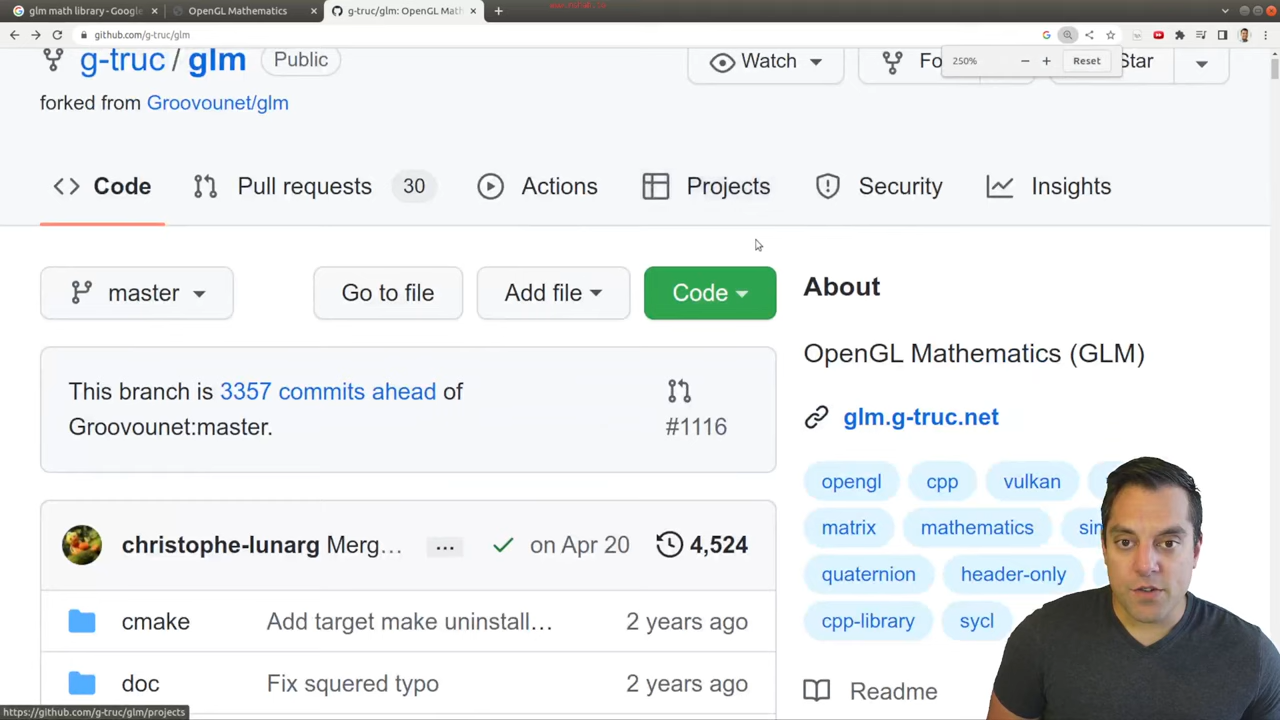 glm math library - Google
OpenGL Mathematics
g-truc/glm: OpenGL Mat
github.com/g-truc/glm
250%
Reset
g-truc / glm
Public
Watch
Star
forked from Groovounet/glm
Code
Pull requests 30
Actions
Projects
Security
Insights
master
Go to file
Add file
Code
About
OpenGL Mathematics (GLM)
This branch is 3357 commits ahead of
Groovounet:master.
#1116
glm.g-truc.net
opengl cpp vulkan
matrix mathematics
quaternion header-only
cpp-library sycl
christophe-lunarg Merg… ... on Apr 20 4,524
cmake Add target make uninstall… 2 years ago
doc Fix squered typo 2 years ago
Readme
https://github.com/g-truc/glm/projects